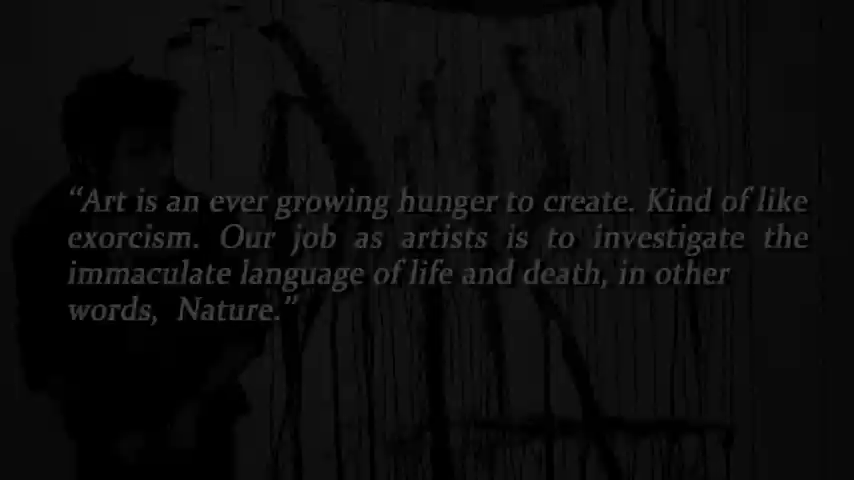 “Art is an ever growing hunger to create. Kind of like
exorcism. Our job as artists is to investigate the
immaculate language of life and death, in other
words, Nature.”